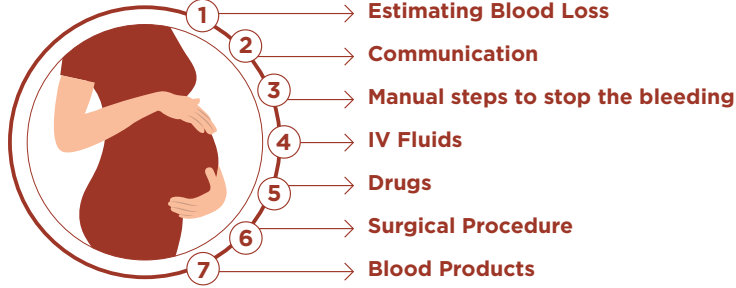 1 Estimating Blood Loss
2 Communication
3 Manual steps to stop the bleeding
4 IV Fluids
5 Drugs
6 Surgical Procedure
7 Blood Products